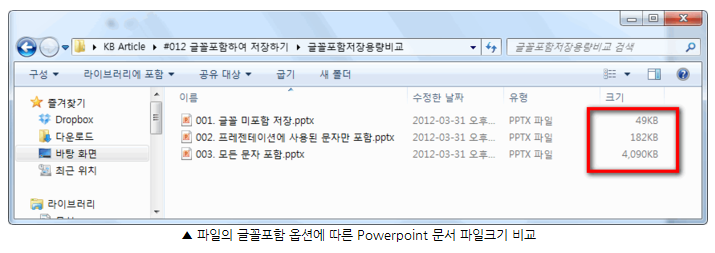 KB Article ▸ #012 글꼴포함하여 저장하기 ▸ 글꼴포함저장용량비교
글꼴포함저장용량비교 검색
구성 라이브러리에 포함 공유 대상 굽기 새 폴더
즐겨찾기
Dropbox
다운로드
바탕 화면
최근 위치
라이브러리
이름 수정한 날짜 유형 크기
001. 글꼴 미포함 저장.pptx 2012-03-31 오후... PPTX 파일 49KB
002. 프레젠테이션에 사용된 문자만 포함.pptx 2012-03-31 오후... PPTX 파일 182KB
003. 모든 문자 포함.pptx 2012-03-31 오후... PPTX 파일 4,090KB
▲ 파일의 글꼴포함 옵션에 따른 Powerpoint 문서 파일크기 비교